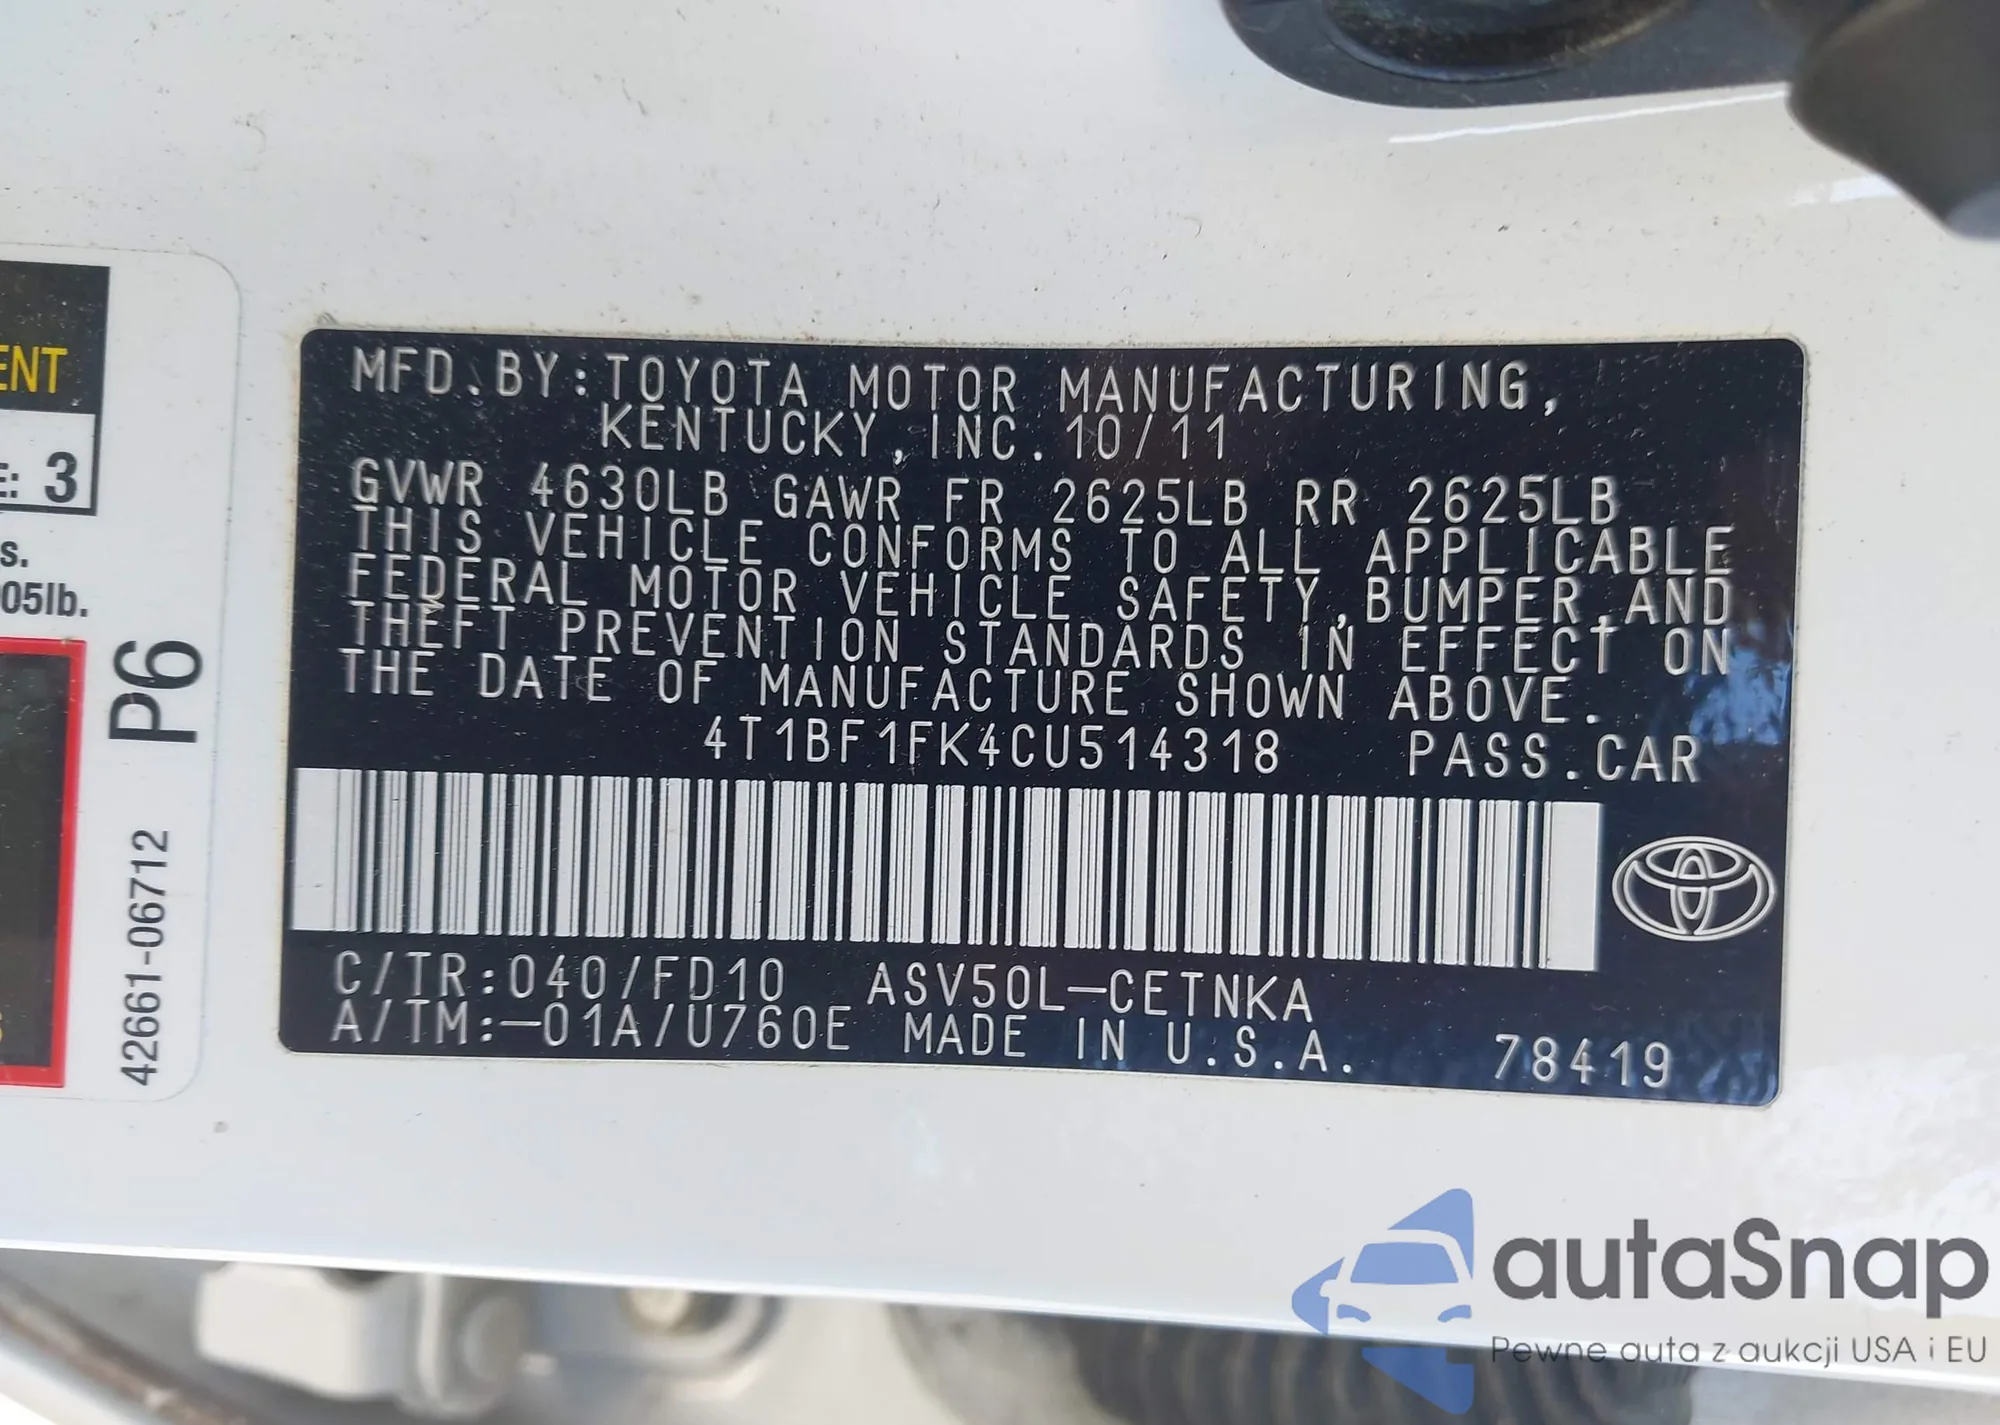 ENT
E: 3
s.
05lb.
P6
42661-06712
MFD.BY:TOYOTA MOTOR MANUFACTURING,
KENTUCKY,INC.10/11
GVWR 4630LB GAWR FR 2625LB RR 2625LB
THIS VEHICLE CONFORMS TO ALL APPLICABLE
FEDERAL MOTOR VEHICLE SAFETY,BUMPER,AND
THEFT PREVENTION STANDARDS IN EFFECT ON
THE DATE OF MANUFACTURE SHOWN ABOVE.
4T1BF1FK4CU514318 PASS.CAR
C/TR:040/FD10 ASV50L-CETNKA
A/TM:-01A/U760E MADE IN U.S.A. 78419
autaSnap
Pewne auta z aukcji USA i EU